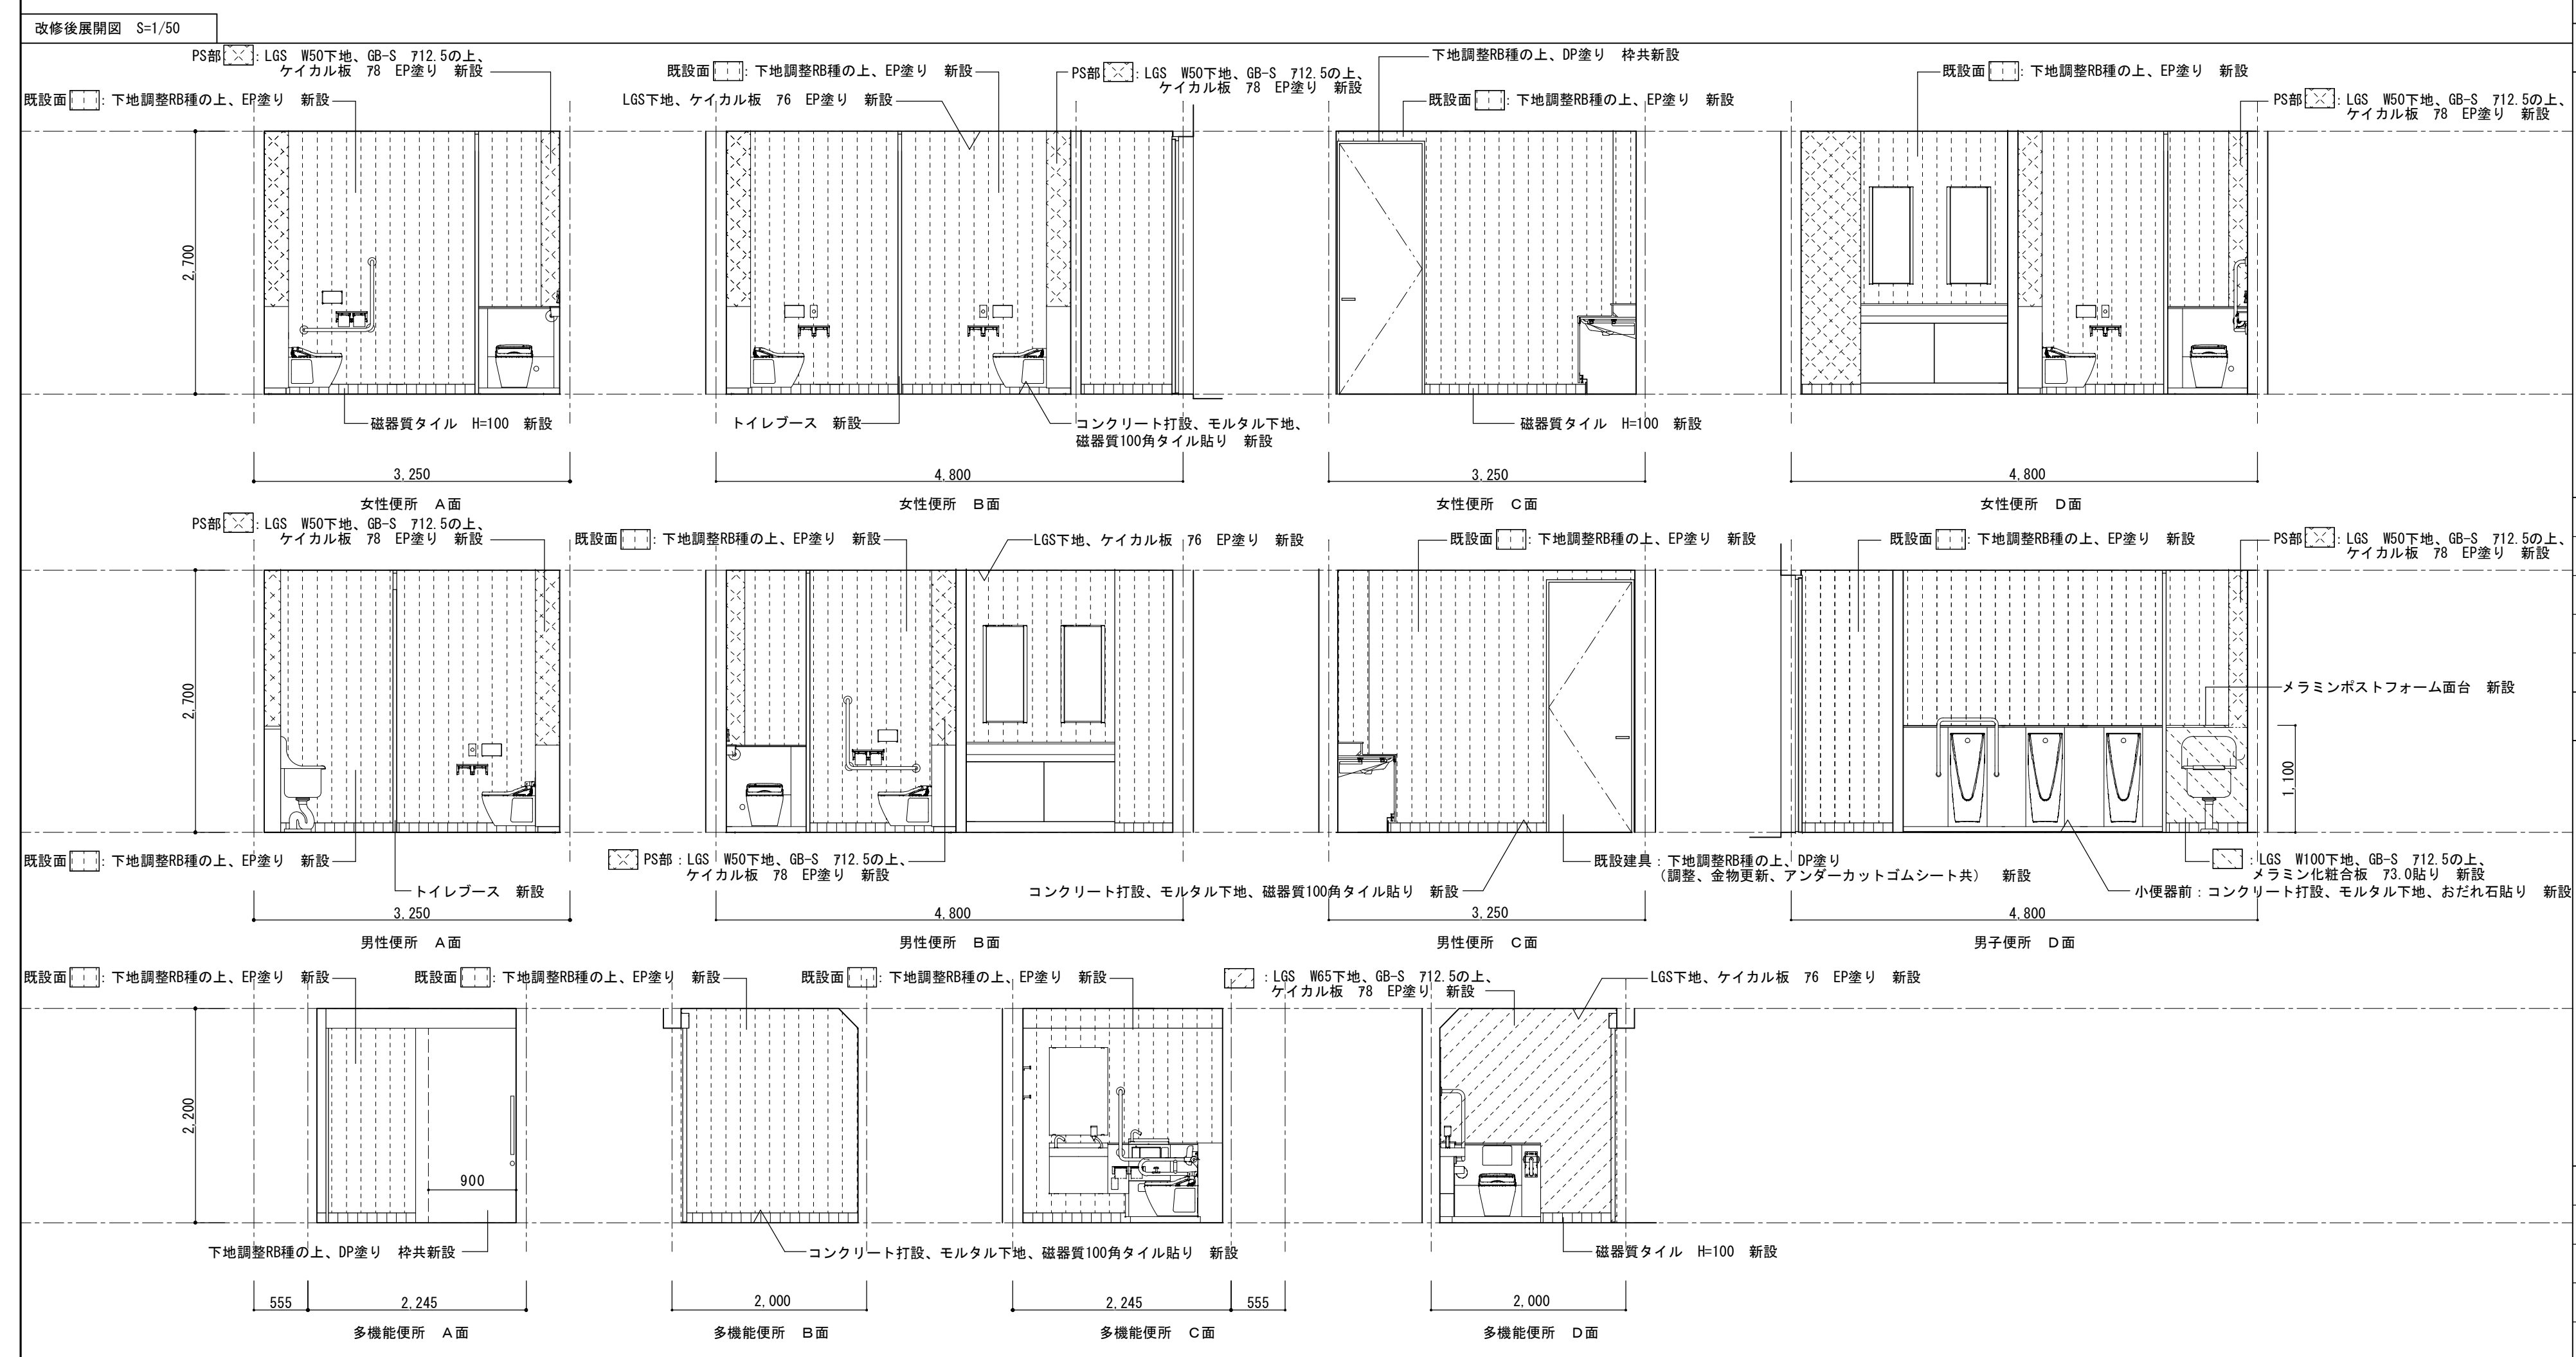 改修後展開図 S=1/50
PS部 : LGS W50下地、GB-S ｱ12.5の上、
ケイカル板 ｱ8 EP塗り 新設
既設面 : 下地調整RB種の上、EP塗り 新設
既設面 : 下地調整RB種の上、EP塗り 新設
LGS下地、ケイカル板 ｱ6 EP塗り 新設
PS部 : LGS W50下地、GB-S ｱ12.5の上、
ケイカル板 ｱ8 EP塗り 新設
下地調整RB種の上、DP塗り 枠共新設
既設面 : 下地調整RB種の上、EP塗り 新設
既設面 : 下地調整RB種の上、EP塗り 新設
PS部 : LGS W50下地、GB-S ｱ12.5の上、
ケイカル板 ｱ8 EP塗り 新設
2,700
磁器質タイル H=100 新設
トイレブース 新設
コンクリート打設、モルタル下地、
磁器質100角タイル貼り 新設
磁器質タイル H=100 新設
3,250
4,800
3,250
4,800
女性便所 A面
女性便所 B面
女性便所 C面
女性便所 D面
PS部 : LGS W50下地、GB-S ｱ12.5の上、
ケイカル板 ｱ8 EP塗り 新設
既設面 : 下地調整RB種の上、EP塗り 新設
LGS下地、ケイカル板 ｱ6 EP塗り 新設
既設面 : 下地調整RB種の上、EP塗り 新設
既設面 : 下地調整RB種の上、EP塗り 新設
PS部 : LGS W50下地、GB-S ｱ12.5の上、
ケイカル板 ｱ8 EP塗り 新設
2,700
メラミンポストフォーム面台 新設
1,100
既設面 : 下地調整RB種の上、EP塗り 新設
トイレブース 新設
PS部 : LGS W50下地、GB-S ｱ12.5の上、
ケイカル板 ｱ8 EP塗り 新設
コンクリート打設、モルタル下地、磁器質100角タイル貼り 新設
既設建具 : 下地調整RB種の上、DP塗り
(調整、金物更新、アンダーカットゴムシート共) 新設
: LGS W100下地、GB-S ｱ12.5の上、
メラミン化粧合板 ｱ3.0貼り 新設
小便器前 : コンクリート打設、モルタル下地、おだれ石貼り 新設
3,250
4,800
3,250
4,800
男性便所 A面
男性便所 B面
男性便所 C面
男子便所 D面
既設面 : 下地調整RB種の上、EP塗り 新設
既設面 : 下地調整RB種の上、EP塗り 新設
既設面 : 下地調整RB種の上、EP塗り 新設
: LGS W65下地、GB-S ｱ12.5の上、
ケイカル板 ｱ8 EP塗り 新設
LGS下地、ケイカル板 ｱ6 EP塗り 新設
2,200
900
下地調整RB種の上、DP塗り 枠共新設
コンクリート打設、モルタル下地、磁器質100角タイル貼り 新設
磁器質タイル H=100 新設
555
2,245
2,000
2,245
555
2,000
多機能便所 A面
多機能便所 B面
多機能便所 C面
多機能便所 D面